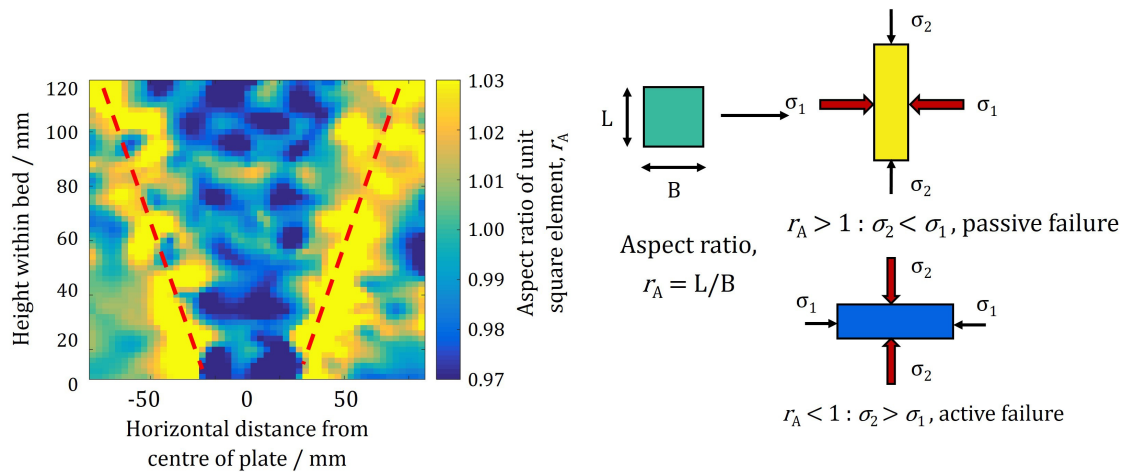 120
100
80
60
40
20
0
-50
0
50
Height within bed / mm
Horizontal distance from
centre of plate / mm
1.03
1.02
1.01
1.00
0.99
0.98
0.97
Aspect ratio of unit
square element, rA
L
B
Aspect ratio,
rA = L/B
σ2
σ1
σ1
σ2
rA > 1 : σ2 < σ1 , passive failure
σ2
σ1
σ1
σ2
rA < 1 : σ2 > σ1 , active failure